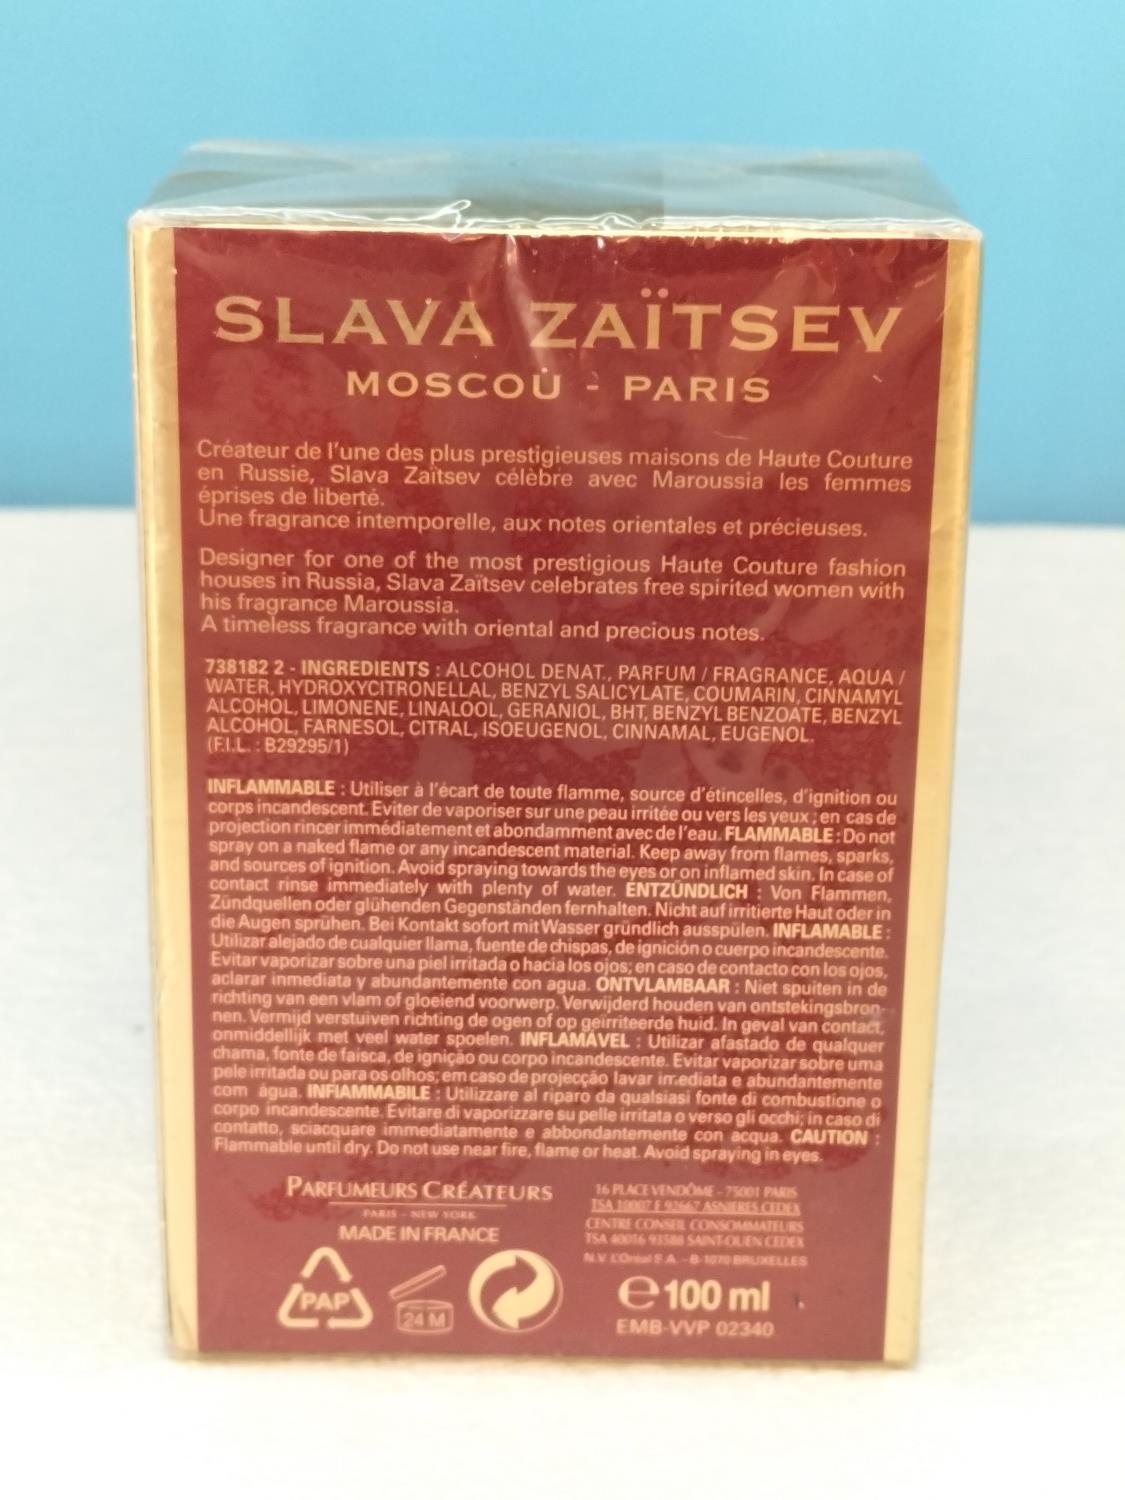 SLAVA ZAÏTSEV
MOSCOU - PARIS
Créateur de l'une des plus prestigieuses maisons de Haute Couture
en Russie, Slava Zaïtsev célèbre avec Maroussia les femmes
éprises de liberté.
Une fragrance intemporelle, aux notes orientales et précieuses.
Designer for one of the most prestigious Haute Couture fashion
houses in Russia, Slava Zaïtsev celebrates free spirited women with
his fragrance Maroussia.
A timeless fragrance with oriental and precious notes.
738182 2 - INGREDIENTS : ALCOHOL DENAT., PARFUM / FRAGRANCE, AQUA /
WATER, HYDROXYCITRONELLAL, BENZYL SALICYLATE, COUMARIN, CINNAMYL
ALCOHOL, LIMONENE, LINALOOL, GERANIOL, BHT, BENZYL BENZOATE, BENZYL
ALCOHOL, FARNESOL, CITRAL, ISOEUGENOL, CINNAMAL, EUGENOL.
(F.I.L. : B29295/1)
INFLAMMABLE : Utiliser à l'écart de toute flamme, source d'étincelles, d'ignition ou
corps incandescent. Eviter de vaporiser sur une peau irritée ou vers les yeux ; en cas de
projection rincer immédiatement et abondamment avec de l'eau. FLAMMABLE : Do not
spray on a naked flame or any incandescent material. Keep away from flames, sparks,
and sources of ignition. Avoid spraying towards the eyes or on inflamed skin. In case of
contact rinse immediately with plenty of water. ENTZÜNDLICH : Von Flammen,
Zündquellen oder glühenden Gegenständen fernhalten. Nicht auf irritierte Haut oder in
die Augen sprühen. Bei Kontakt sofort mit Wasser gründlich ausspülen. INFLAMABLE :
Utilizar alejado de cualquier llama, fuente de chispas, de ignición o cuerpo incandescente.
Evitar vaporizar sobre una piel irritada o hacia los ojos; en caso de contacto con los ojos,
aclarar inmediata y abundantemente con agua. ONTVLAMBAAR : Niet spuiten in de
richting van een vlam of gloeiend voorwerp. Verwijderd houden van ontstekingsbron-
nen. Vermijd verstuiven richting de ogen of op geïrriteerde huid. In geval van contact,
onmiddellijk met veel water spoelen. INFLAMÁVEL : Utilizar afastado de qualquer
chama, fonte de faisca, de ignição ou corpo incandescente. Evitar vaporizar sobre uma
pele irritada ou para os olhos; em caso de projecção lavar imediata e abundantemente
com água. INFIAMMABILE : Utilizzare al riparo da qualsiasi fonte di combustione o
corpo incandescente. Evitare di vaporizzare su pelle irritata o verso gli occhi; in caso di
contatto, sciacquare immediatamente e abbondantemente con acqua. CAUTION :
Flammable until dry. Do not use near fire, flame or heat. Avoid spraying in eyes.
PARFUMEURS CRÉATEURS
PARIS - NEW YORK
MADE IN FRANCE
16 PLACE VENDÔME - 75001 PARIS
TSA 10007 F 92667 ASNIERES CEDEX
CENTRE CONSEIL CONSOMMATEURS
TSA 40016 93588 SAINT-OUEN CEDEX
N.V. L'Oréal S.A. - B-1070 BRUXELLES
PAP
24 M
e 100 ml
EMB-VVP 02340